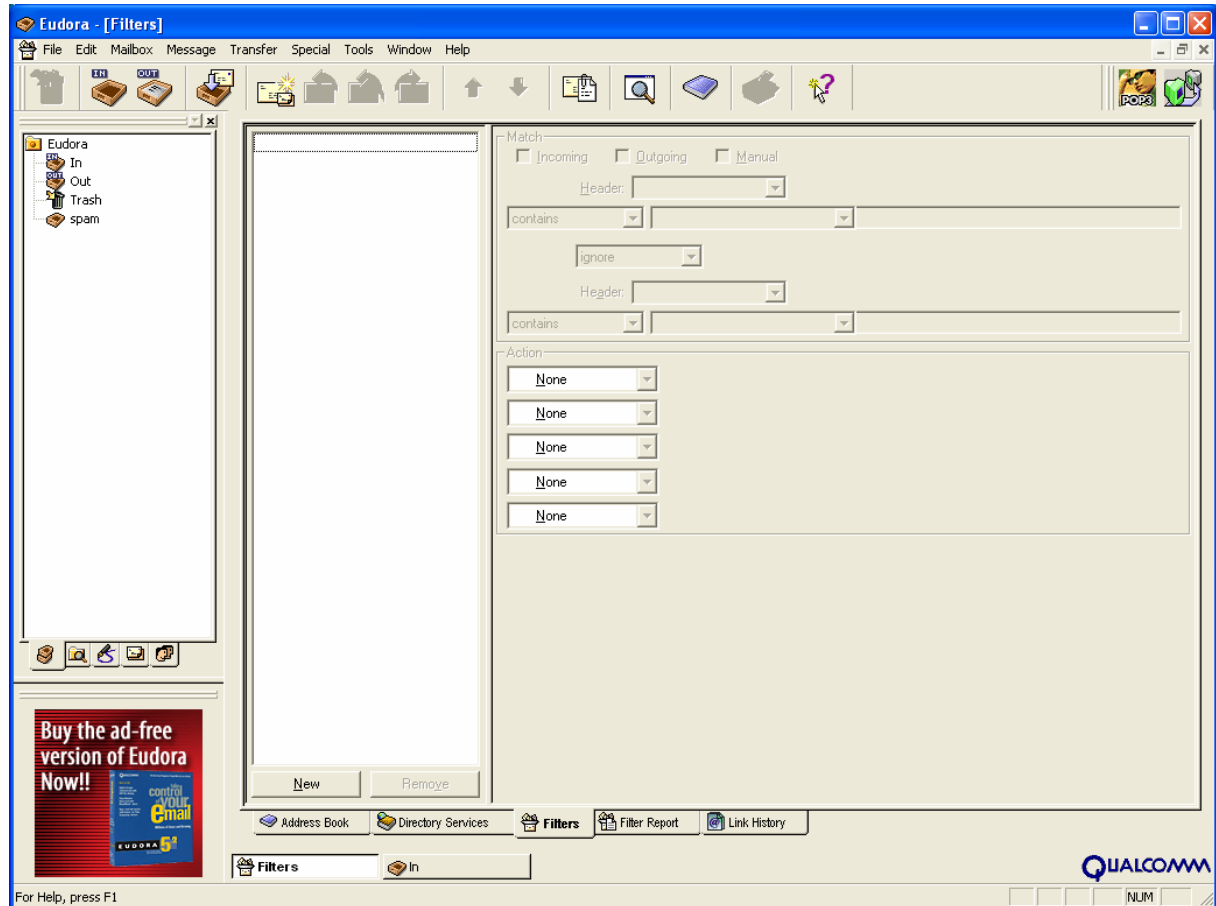 Eudora - [Filters]
File Edit Mailbox Message Transfer Special Tools Window Help
IN OUT
POP3
Eudora
In
Out
Trash
spam
Match
Incoming Outgoing Manual
Header:
contains
ignore
Header:
contains
Action
None
None
None
None
None
New Remove
Buy the ad-free
version of Eudora
Now!!
QUALCOMM
control
your
email
EUDORA 5.2
Address Book Directory Services Filters Filter Report Link History
Filters In
QUALCOMM
For Help, press F1
NUM